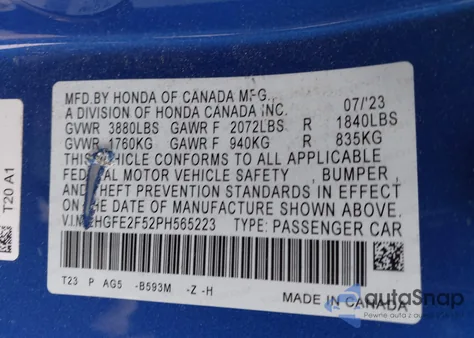 MFD.BY HONDA OF CANADA MFG.,
A DIVISION OF HONDA CANADA INC. 07/'23
GVWR 3880LBS GAWR F 2072LBS R 1840LBS
GVWR 1760KG GAWR F 940KG R 835KG
THIS VEHICLE CONFORMS TO ALL APPLICABLE
FEDERAL MOTOR VEHICLE SAFETY , BUMPER ,
AND THEFT PREVENTION STANDARDS IN EFFECT
ON THE DATE OF MANUFACTURE SHOWN ABOVE.
HGFE2F52PH565223 TYPE: PASSENGER CAR
T23 P AG5 -B593M -Z -H
MADE IN CANADA
T20 A1
autoSnap
Pewne auto z